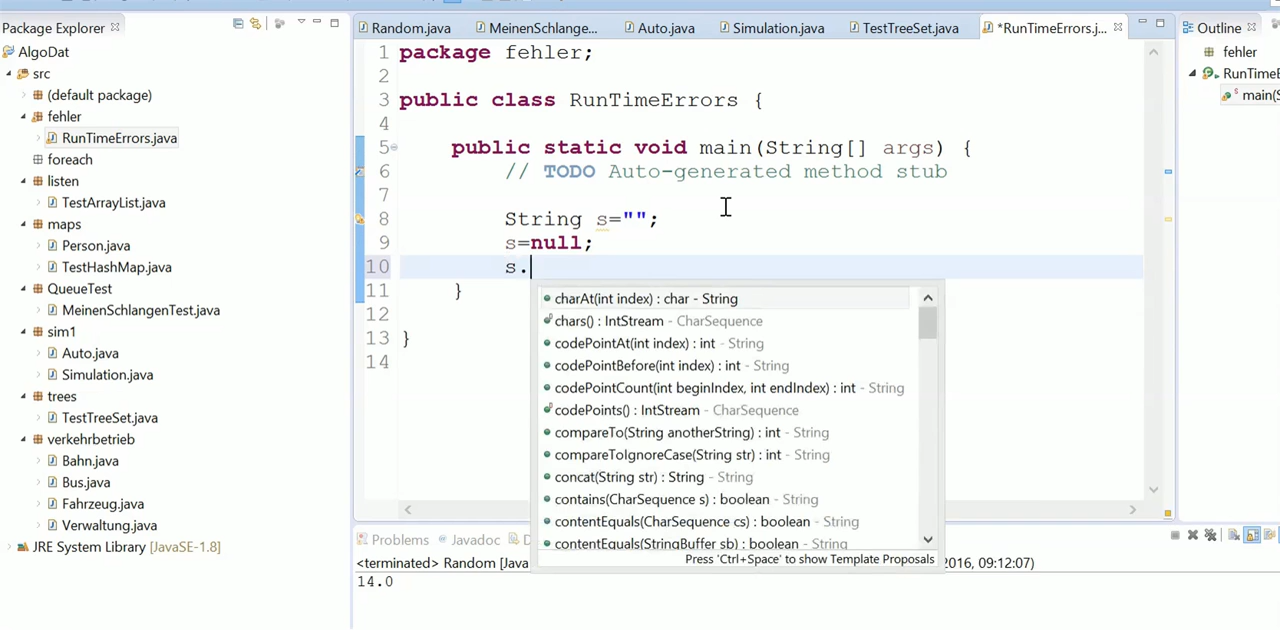 Package Explorer
AlgoDat
src
(default package)
fehler
RunTimeErrors.java
foreach
listen
TestArrayList.java
maps
Person.java
TestHashMap.java
QueueTest
MeinenSchlangenTest.java
sim1
Auto.java
Simulation.java
trees
TestTreeSet.java
verkehrbetrieb
Bahn.java
Bus.java
Fahrzeug.java
Verwaltung.java
JRE System Library [JavaSE-1.8]
Random.java MeinenSchlange... Auto.java Simulation.java TestTreeSet.java *RunTimeErrors.j...
1 package fehler;
2
3 public class RunTimeErrors {
4
5 public static void main(String[] args) {
6 // TODO Auto-generated method stub
7
8 String s="";
9 s=null;
10 s.
11 }
12
13 }
14
charAt(int index) : char - String
chars() : IntStream - CharSequence
codePointAt(int index) : int - String
codePointBefore(int index) : int - String
codePointCount(int beginIndex, int endIndex) : int - String
codePoints() : IntStream - CharSequence
compareTo(String anotherString) : int - String
compareToIgnoreCase(String str) : int - String
concat(String str) : String - String
contains(CharSequence s) : boolean - String
contentEquals(CharSequence cs) : boolean - String
contentEquals(StringBuffer sb) : boolean - String
Press 'Ctrl+Space' to show Template Proposals
Problems @ Javadoc D
<terminated> Random [Java 2016, 09:12:07)
14.0
Outline
fehler
RunTimeE
main(S